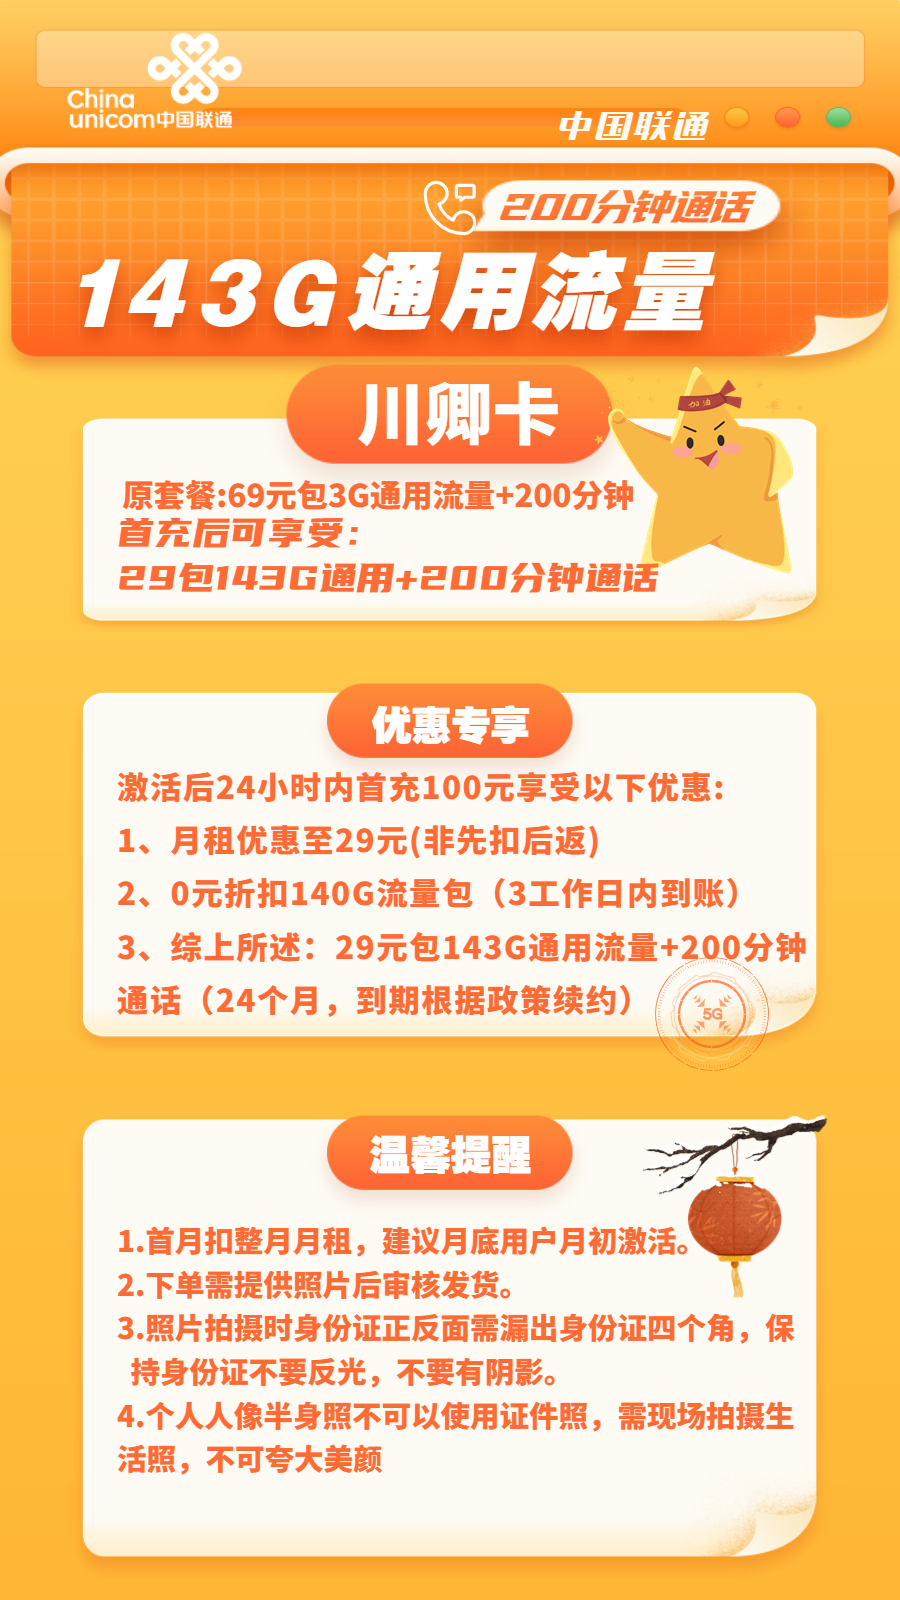 China
unicom中国联通
中国联通
200分钟通话
143G通用流量
川卿卡
加油
原套餐:69元包3G通用流量+200分钟
首充后可享受：
29包143G通用+200分钟通话
优惠专享
激活后24小时内首充100元享受以下优惠:
1、月租优惠至29元(非先扣后返)
2、0元折扣140G流量包（3工作日内到账）
3、综上所述：29元包143G通用流量+200分钟
通话（24个月，到期根据政策续约）
5G
温馨提醒
1.首月扣整月月租，建议月底用户月初激活。
2.下单需提供照片后审核发货。
3.照片拍摄时身份证正反面需漏出身份证四个角，保
持身份证不要反光，不要有阴影。
4.个人人像半身照不可以使用证件照，需现场拍摄生
活照，不可夸大美颜